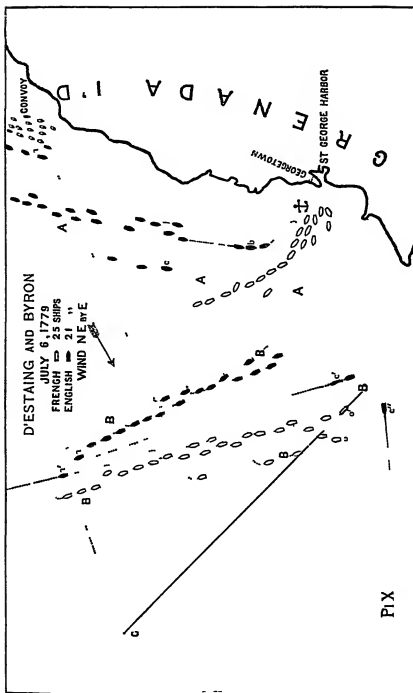 D'ESTAING AND BYRON
JULY 6,1779
FRENCH 25 SHIPS
ENGLISH 21 "
WIND NE BY E
CONVOY
GRENADA I'D
GEORGETOWN
ST GEORGE HARBOR
A
A
A
b
c
B
B
B
B
B
C
c'
c"
Pl X